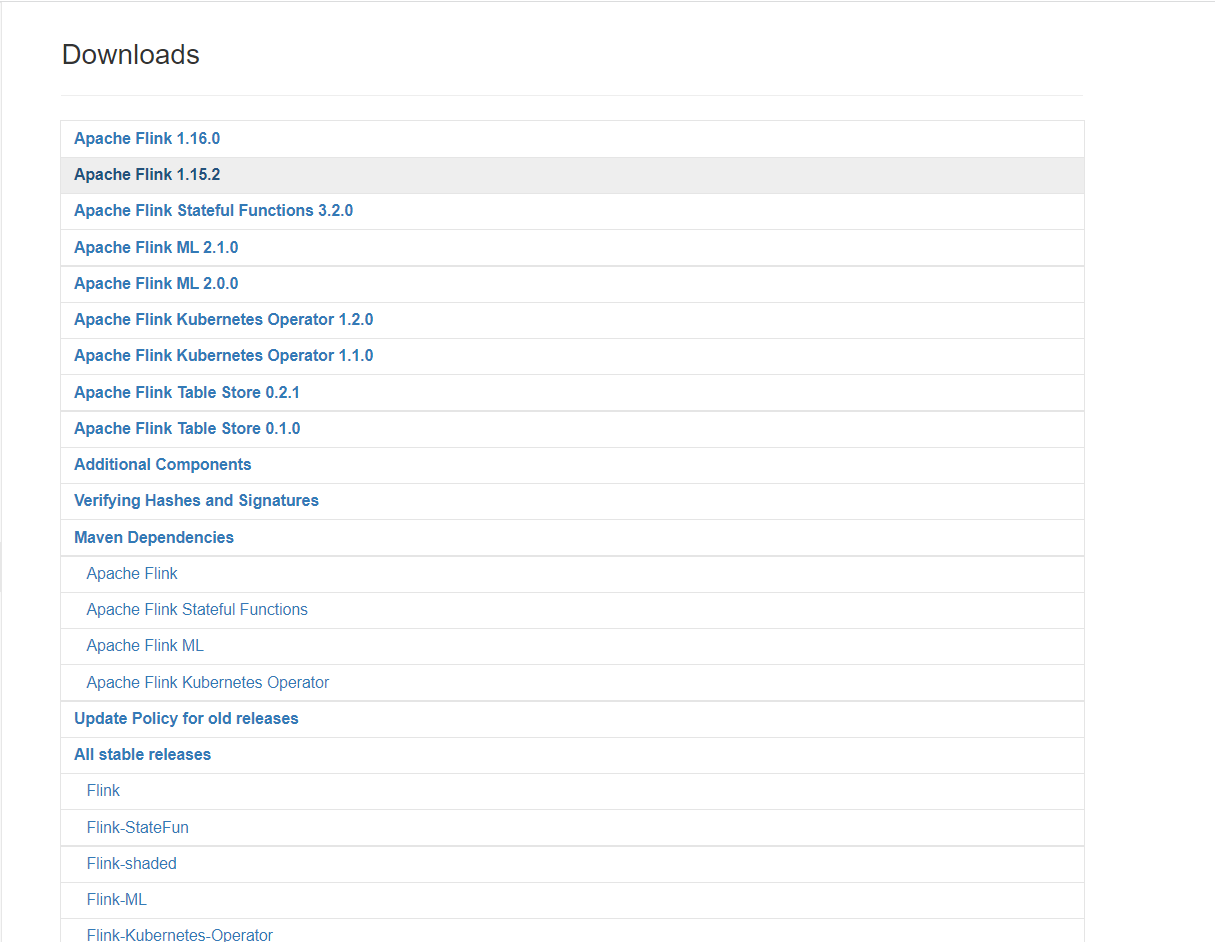 Downloads
Apache Flink 1.16.0
Apache Flink 1.15.2
Apache Flink Stateful Functions 3.2.0
Apache Flink ML 2.1.0
Apache Flink ML 2.0.0
Apache Flink Kubernetes Operator 1.2.0
Apache Flink Kubernetes Operator 1.1.0
Apache Flink Table Store 0.2.1
Apache Flink Table Store 0.1.0
Additional Components
Verifying Hashes and Signatures
Maven Dependencies
Apache Flink
Apache Flink Stateful Functions
Apache Flink ML
Apache Flink Kubernetes Operator
Update Policy for old releases
All stable releases
Flink
Flink-StateFun
Flink-shaded
Flink-ML
Flink-Kubernetes-Operator